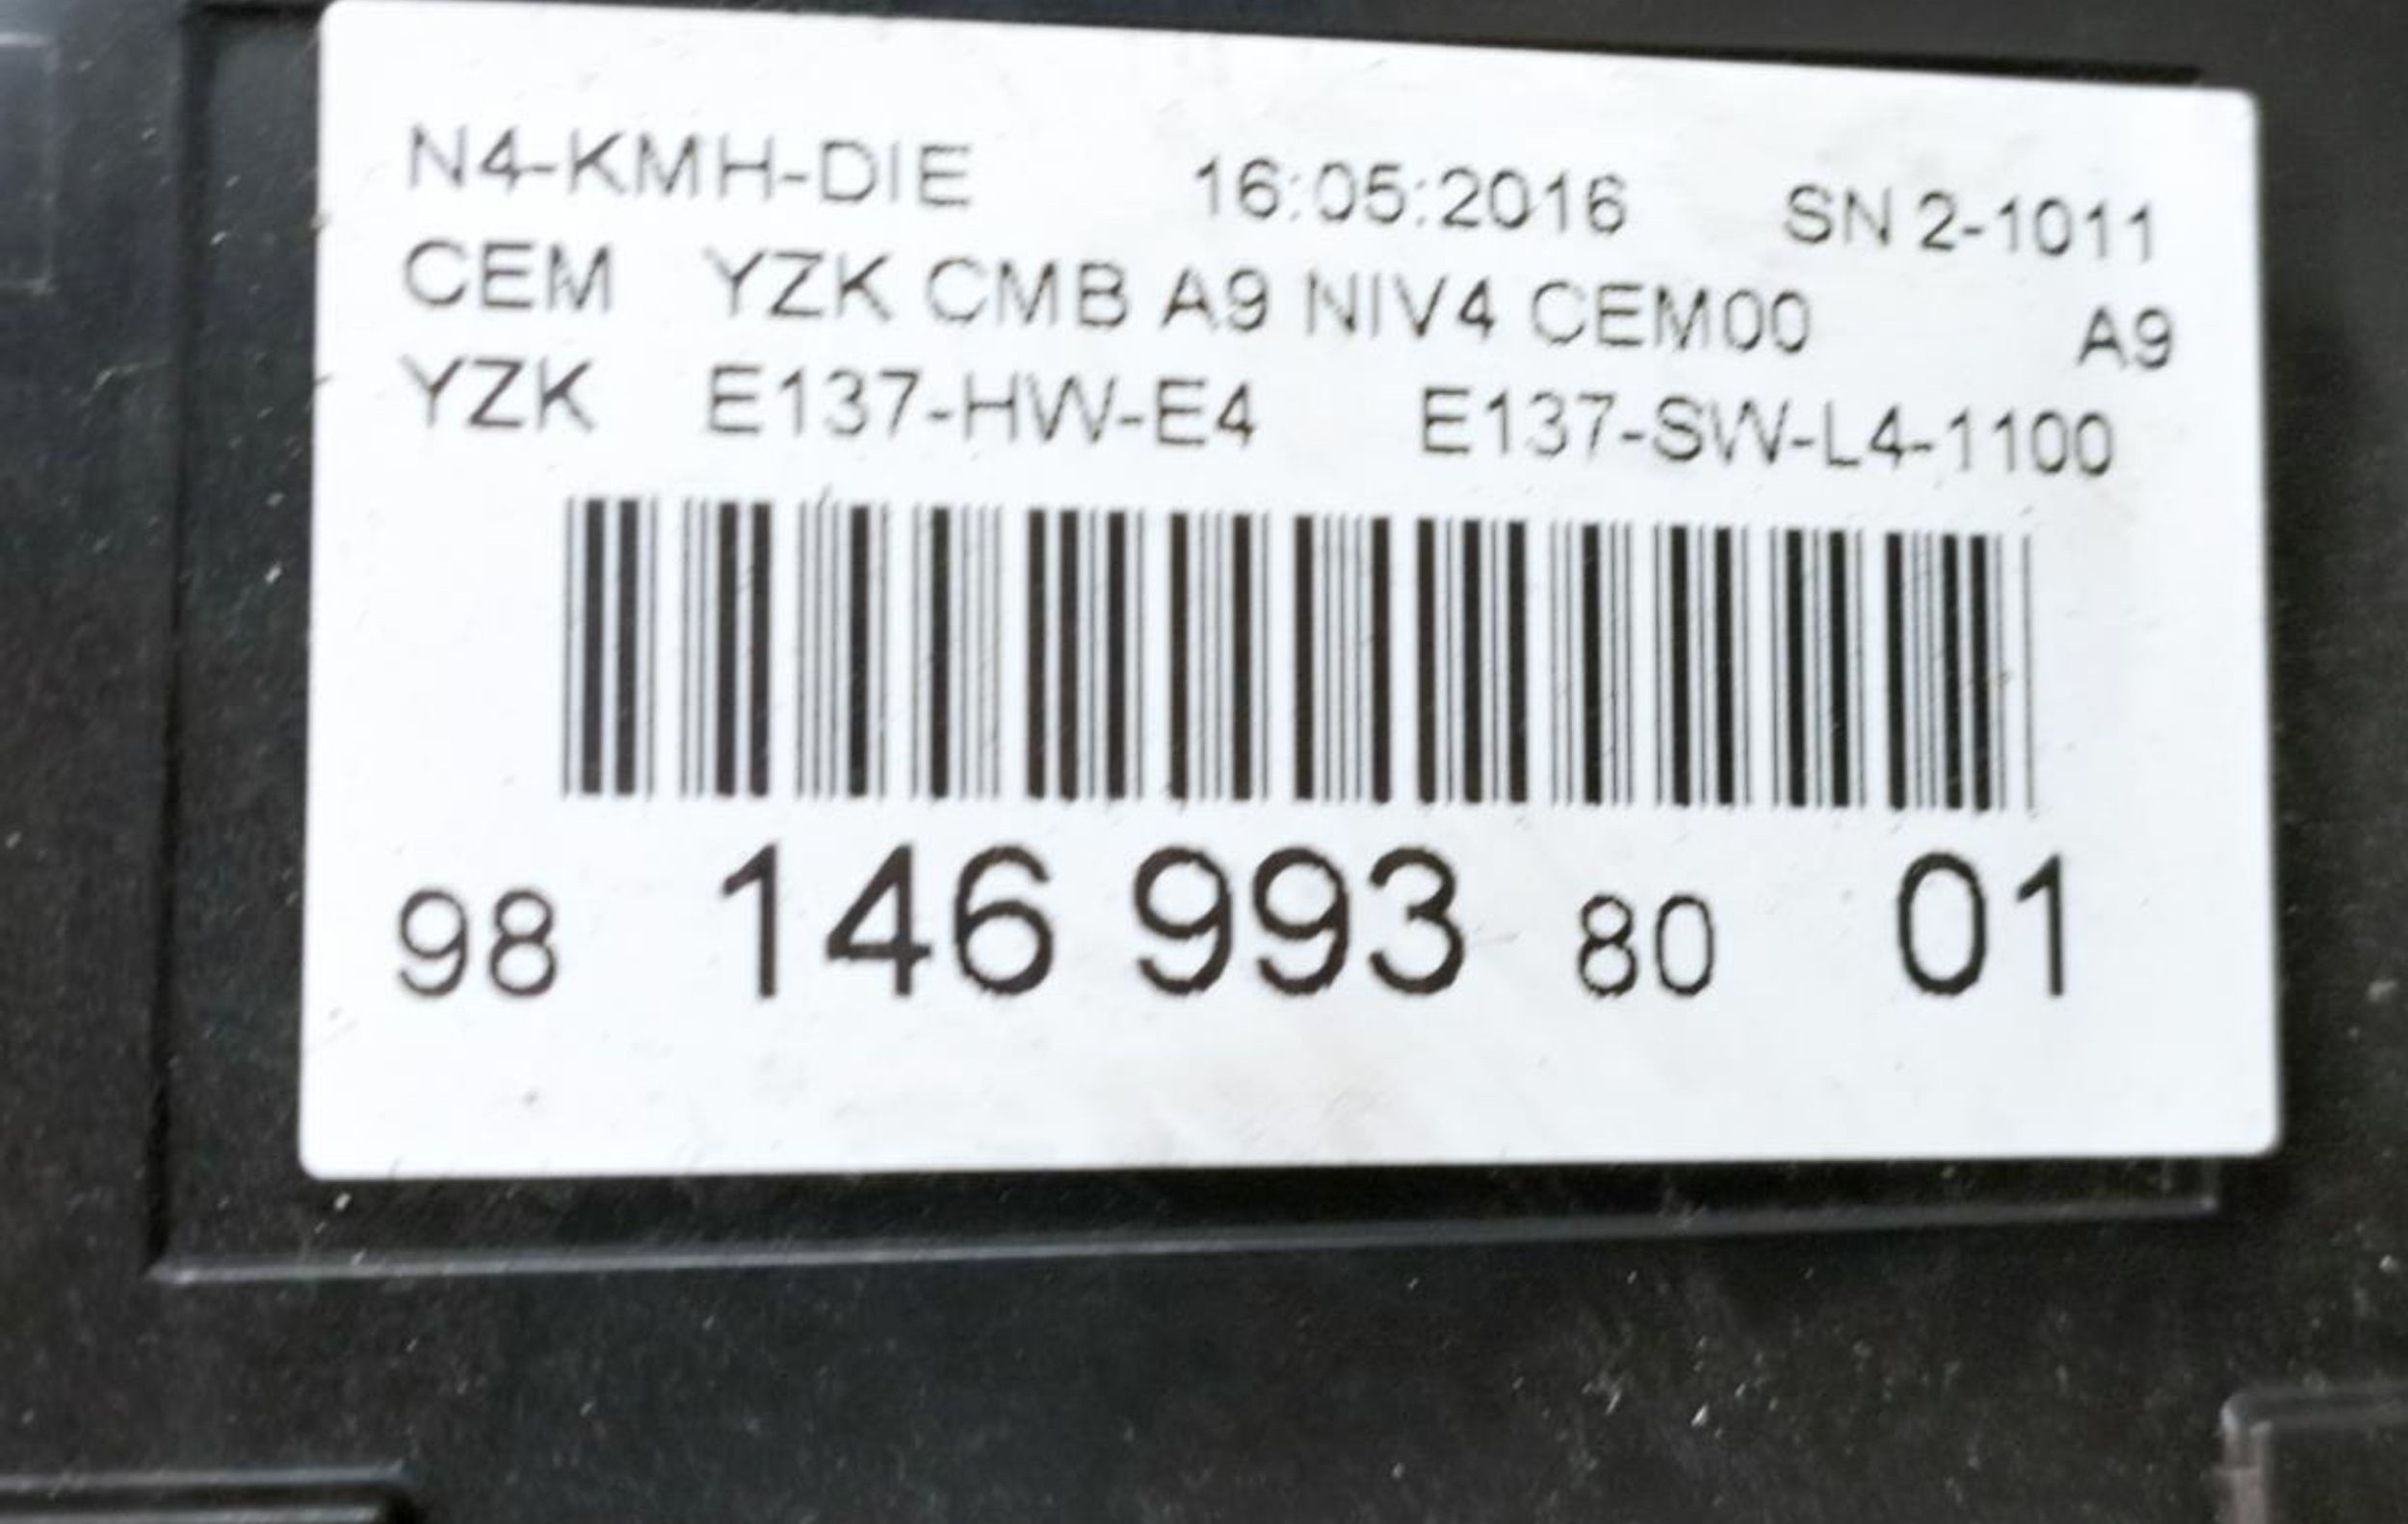 N4-KMH-DIE 16:05:2016 SN 2-1011
CEM YZK CMB A9 NIV4 CEM00 A9
YZK E137-HW-E4 E137-SW-L4-1100
98 146 993 80 01